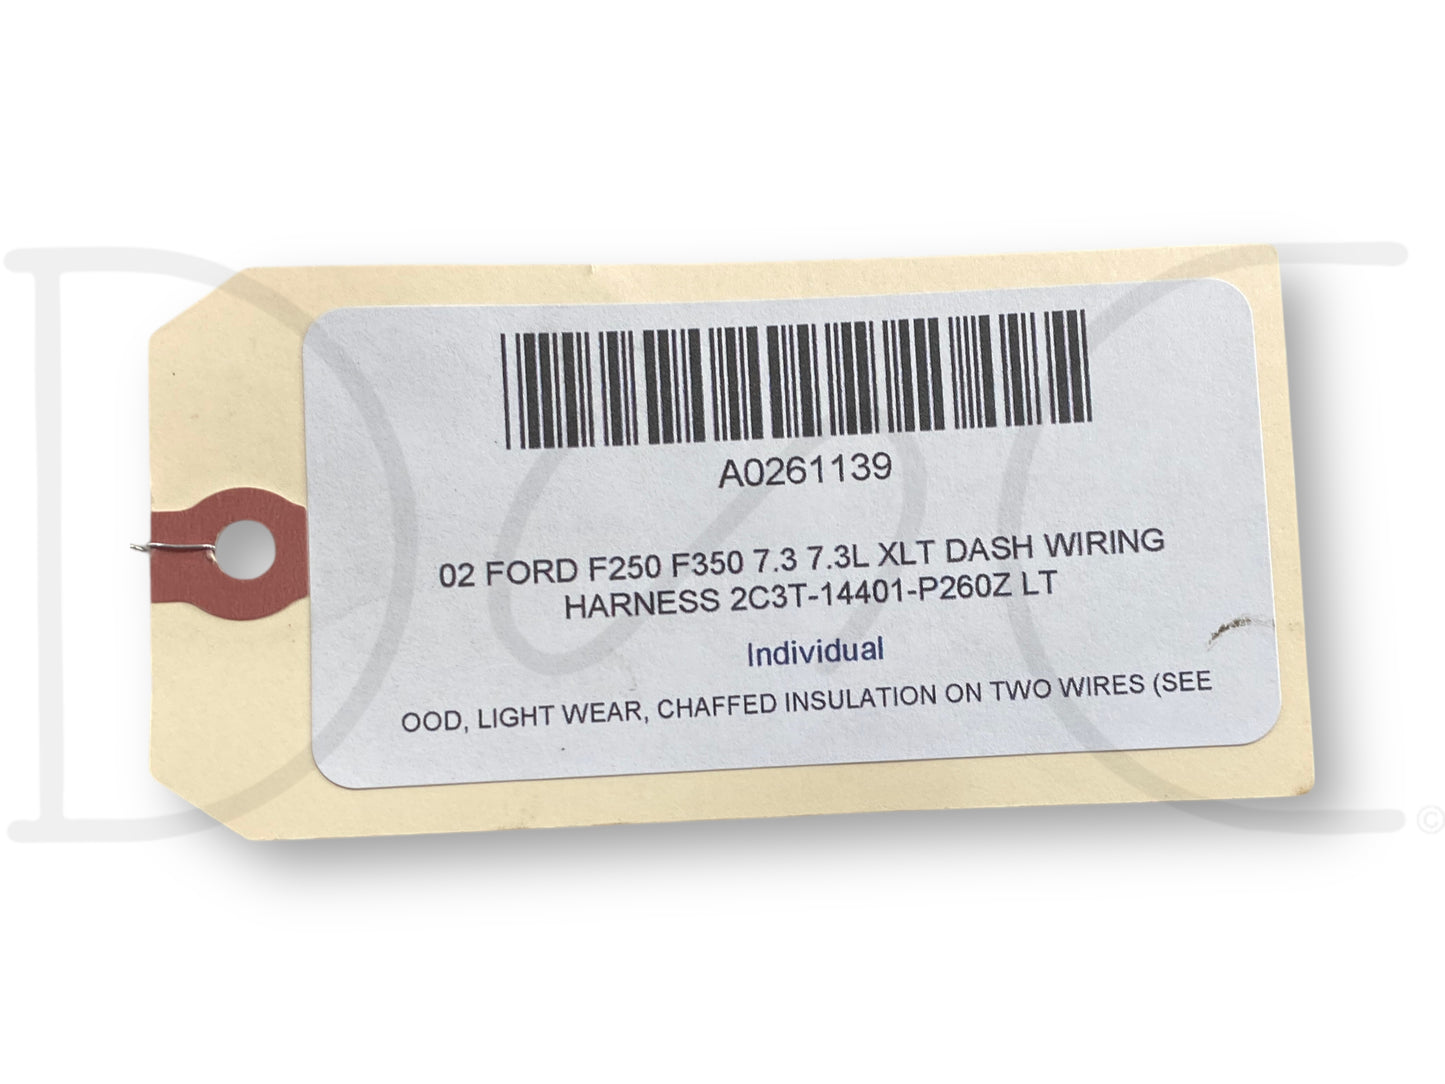 A0261139
02 FORD F250 F350 7.3 7.3L XLT DASH WIRING
HARNESS 2C3T-14401-P260Z LT
Individual
OOD, LIGHT WEAR, CHAFFED INSULATION ON TWO WIRES (SEE
DC
©